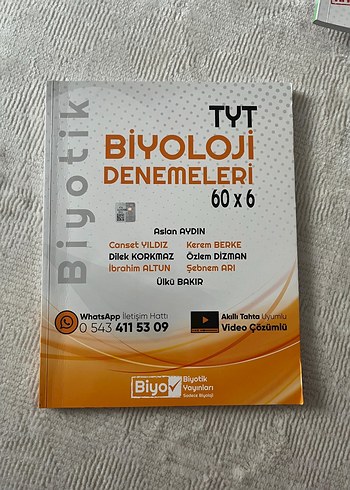 Biyotik
TYT
BİYOLOJİ
DENEMELERİ
60 x 6
Aslan AYDIN
Canset YILDIZ Kerem BERKE
Dilek KORKMAZ Özlem DİZMAN
İbrahim ALTUN Şebnem ARI
Ülkü BAKIR
WhatsApp İletişim Hattı
0 543 411 53 09
Akıllı Tahta Uyumlu
Video Çözümlü
Biyo
Biyotik
Yayınları
Sadece Biyoloji